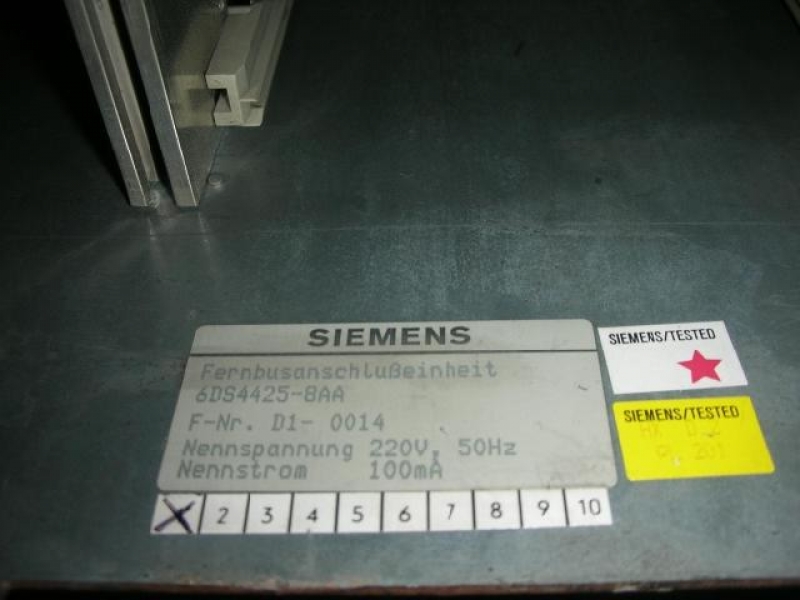 SIEMENS
Fernbusanschlußeinheit
6DS4425-8AA
F-Nr. D1- 0014
Nennspannung 220V, 50Hz
Nennstrom 100mA
2 3 4 5 6 7 8 9 10
SIEMENS/TESTED
SIEMENS/TESTED